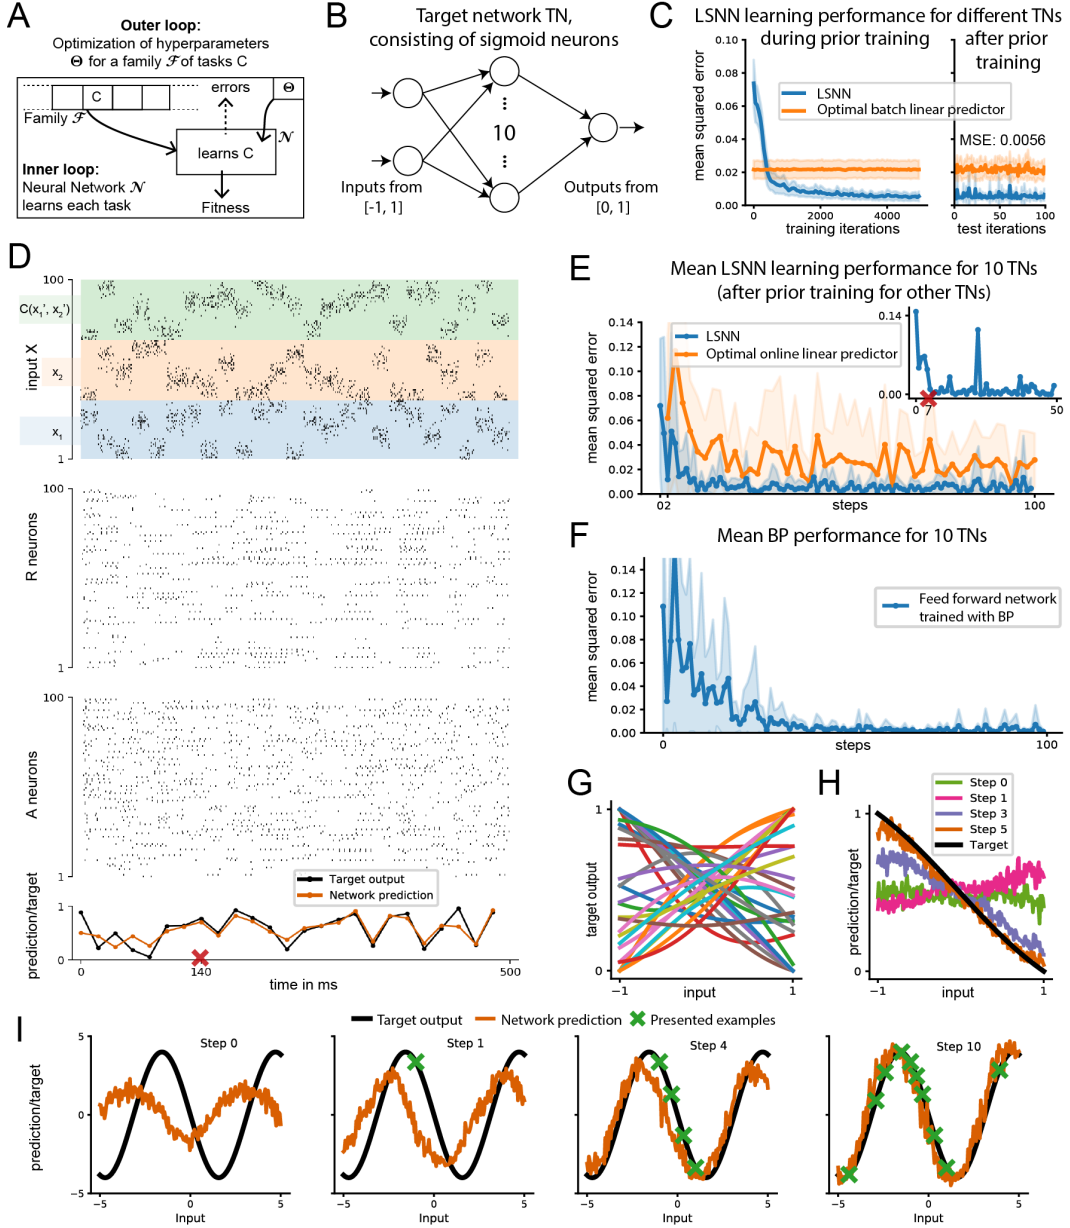 A
Outer loop:
Optimization of hyperparameters
Θ for a family ℱ of tasks C
C
errors
Θ
Family ℱ
𝒩
learns C
Inner loop:
Neural Network 𝒩
learns each task
Fitness
B
Target network TN,
consisting of sigmoid neurons
10
Inputs from
[-1, 1]
Outputs from
[0, 1]
C
LSNN learning performance for different TNs
during prior training
after prior
training
mean squared error
0.10
0.08
0.06
0.04
0.02
0.00
LSNN
Optimal batch linear predictor
MSE: 0.0056
0
2000
4000
training iterations
0
50
100
test iterations
D
input X
100
C(x₁', x₂')
x₂
x₁
1
R neurons
100
1
A neurons
100
1
Target output
Network prediction
prediction/target
1
0
0
140
500
time in ms
E
Mean LSNN learning performance for 10 TNs
(after prior training for other TNs)
mean squared error
0.14
0.12
0.10
0.08
0.06
0.04
0.02
0.00
LSNN
Optimal online linear predictor
0.14
0.00
0
7
50
0 2
steps
100
F
Mean BP performance for 10 TNs
mean squared error
0.14
0.12
0.10
0.08
0.06
0.04
0.02
0.00
Feed forward network
trained with BP
0
steps
100
G
target output
1
0
−1
input
1
H
Step 0
Step 1
Step 3
Step 5
Target
prediction/target
1
0
−1
input
1
I
Target output
Network prediction
Presented examples
prediction/target
5
0
−5
Step 0
−5
0
5
Input
Step 1
−5
0
5
Input
Step 4
−5
0
5
Input
Step 10
−5
0
5
Input